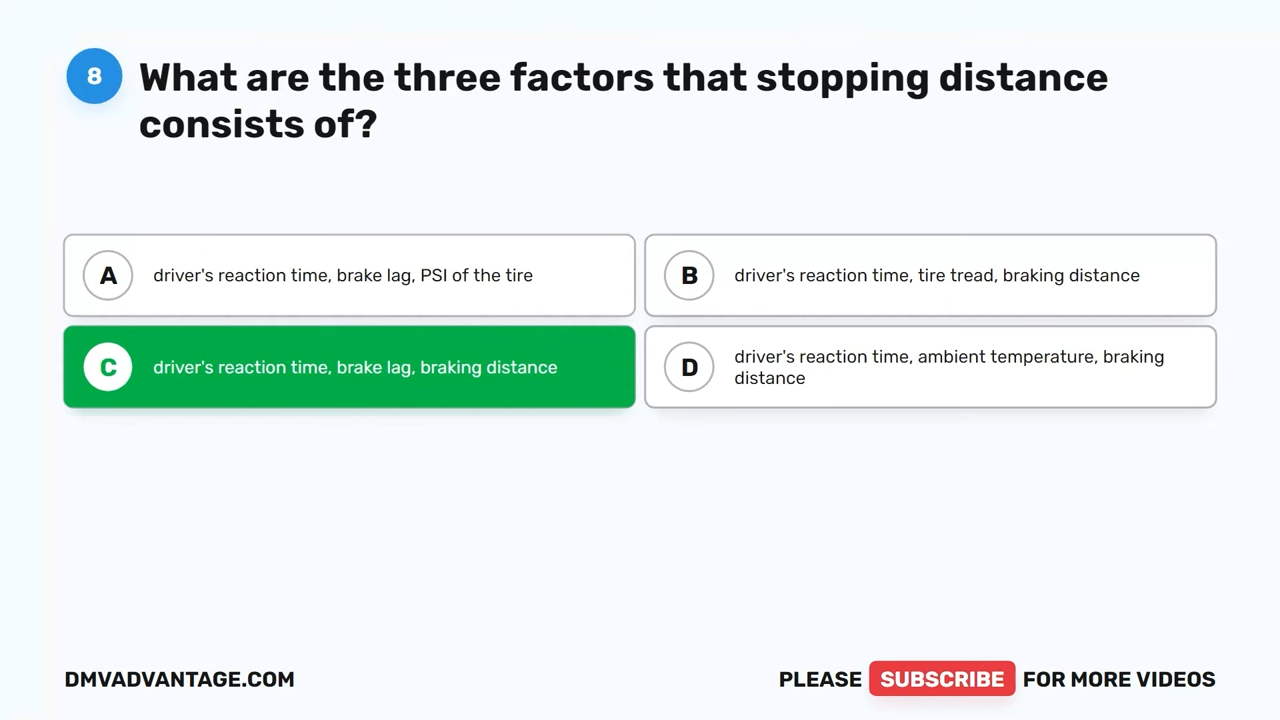 8
What are the three factors that stopping distance
consists of?
A
driver's reaction time, brake lag, PSI of the tire
B
driver's reaction time, tire tread, braking distance
C
driver's reaction time, brake lag, braking distance
D
driver's reaction time, ambient temperature, braking
distance
DMVADVANTAGE.COM
PLEASE SUBSCRIBE FOR MORE VIDEOS